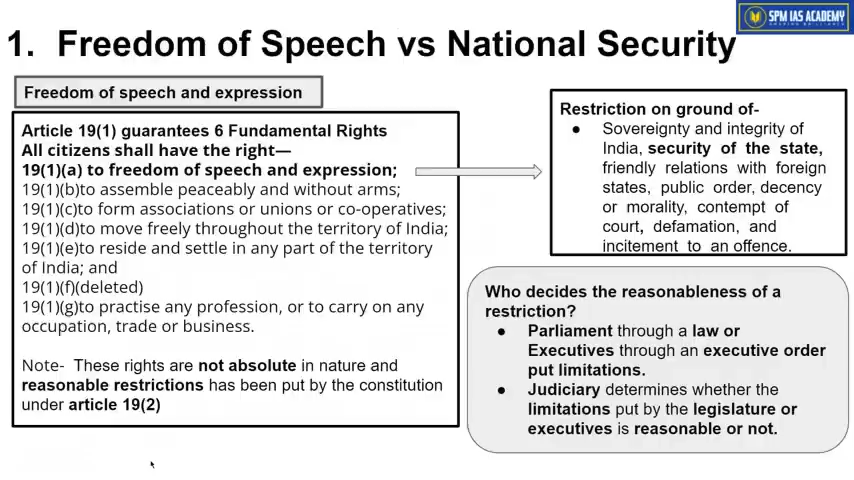 SPM IAS ACADEMY
1. Freedom of Speech vs National Security
Freedom of speech and expression
Article 19(1) guarantees 6 Fundamental Rights
All citizens shall have the right—
19(1)(a) to freedom of speech and expression;
19(1)(b)to assemble peaceably and without arms;
19(1)(c)to form associations or unions or co-operatives;
19(1)(d)to move freely throughout the territory of India;
19(1)(e)to reside and settle in any part of the territory
of India; and
19(1)(f)(deleted)
19(1)(g)to practise any profession, or to carry on any
occupation, trade or business.
Note- These rights are not absolute in nature and
reasonable restrictions has been put by the constitution
under article 19(2)
Restriction on ground of-
● Sovereignty and integrity of
India, security of the state,
friendly relations with foreign
states, public order, decency
or morality, contempt of
court, defamation, and
incitement to an offence.
Who decides the reasonableness of a
restriction?
● Parliament through a law or
Executives through an executive order
put limitations.
● Judiciary determines whether the
limitations put by the legislature or
executives is reasonable or not.